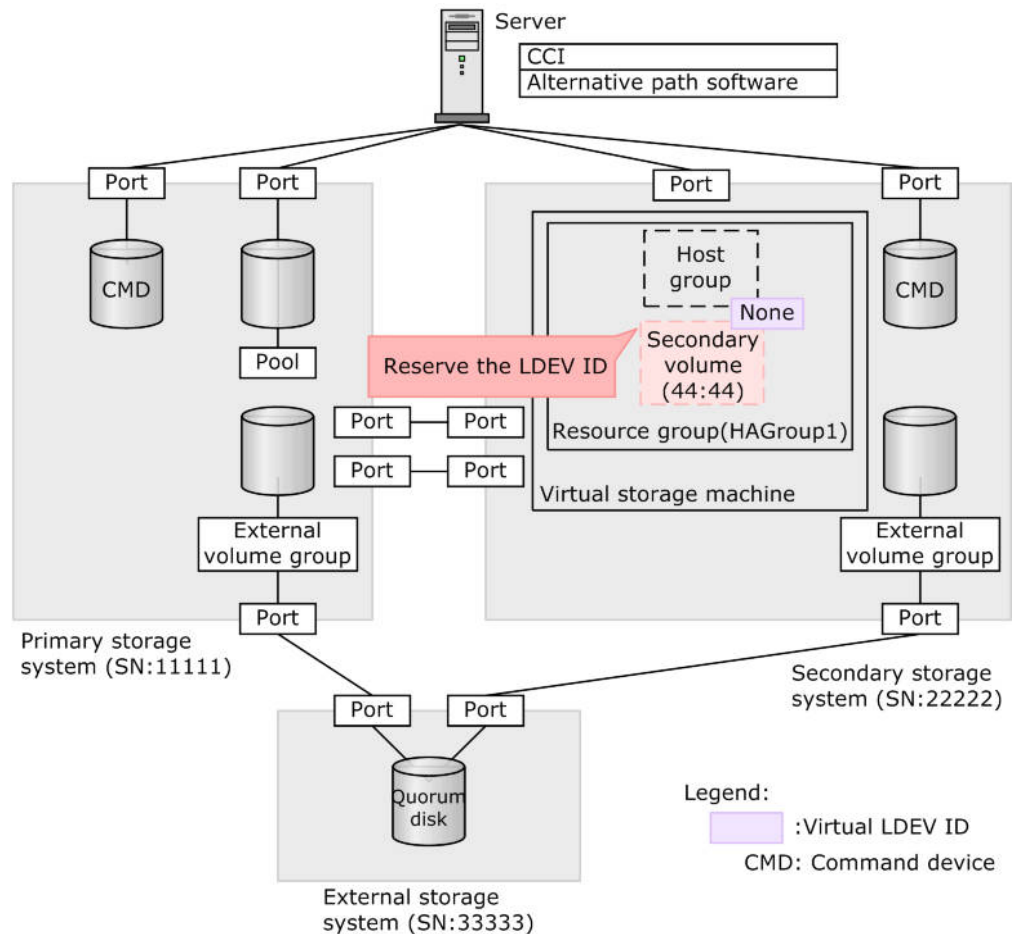 Server
CCI
Alternative path software
Port
Port
Port
Port
CMD
Pool
Host
group
None
CMD
Reserve the LDEV ID
Secondary
volume
(44:44)
Port
Port
Resource group(HAGroup1)
Port
Port
Virtual storage machine
External
volume group
External
volume group
Port
Port
Primary storage
system (SN:11111)
Secondary storage
system (SN:22222)
Port
Port
Quorum
disk
Legend:
:Virtual LDEV ID
CMD: Command device
External storage
system (SN:33333)